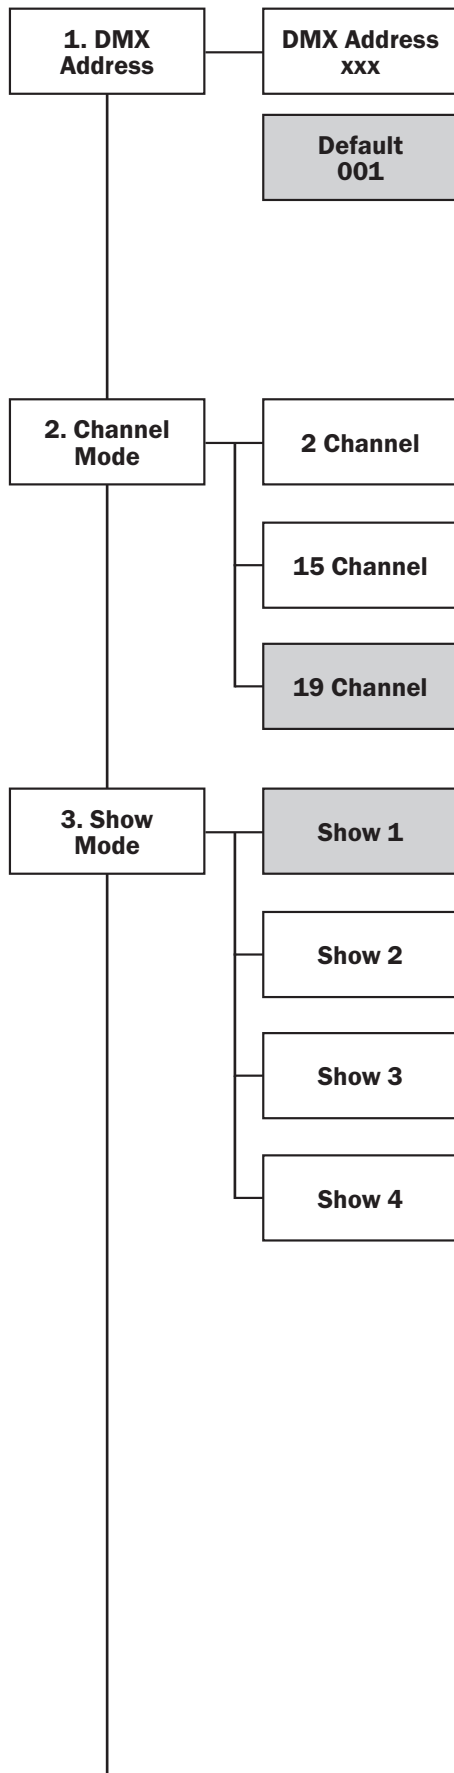 1. DMX
Address
DMX Address
xxx
Default
001
2. Channel
Mode
2 Channel
15 Channel
19 Channel
3. Show
Mode
Show 1
Show 2
Show 3
Show 4